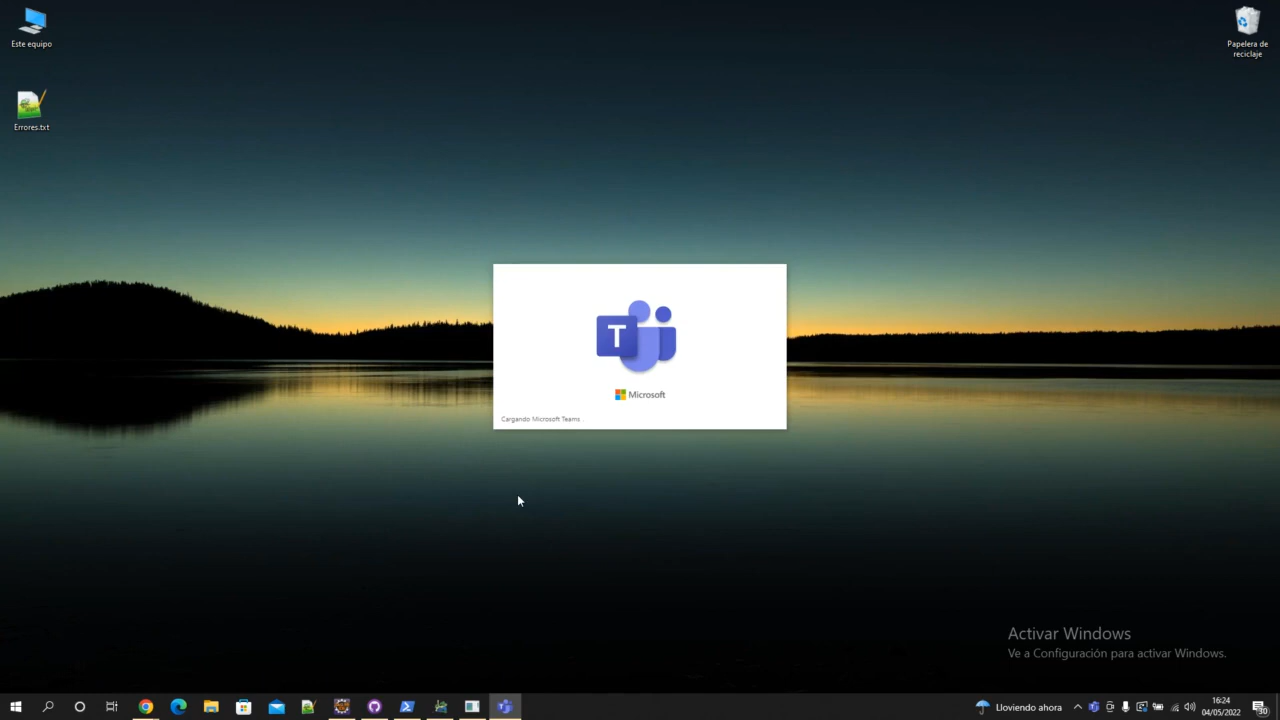 Este equipo
Papelera de
reciclaje
Errores.txt
T
Microsoft
Cargando Microsoft Teams
Activar Windows
Ve a Configuración para activar Windows.
Lloviendo ahora
16:24
04/05/2022
30